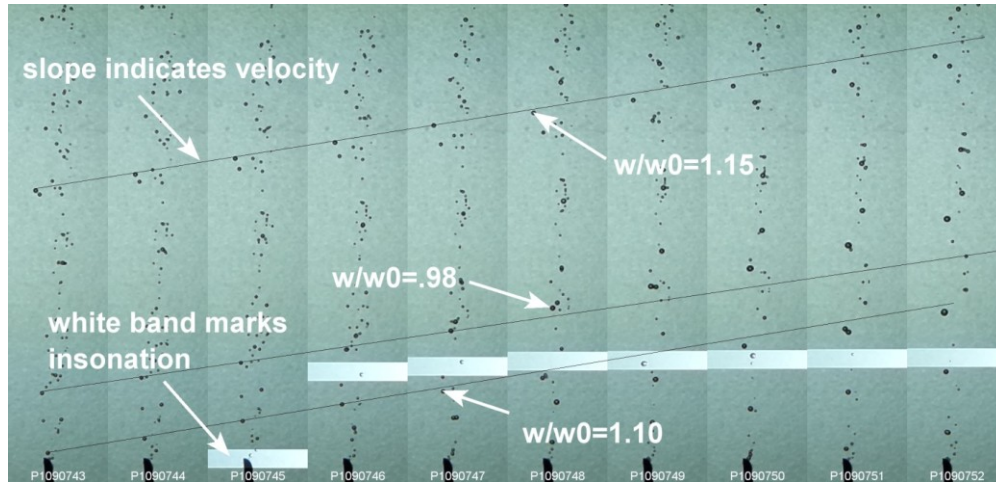 slope indicates velocity
w/w0=1.15
w/w0=.98
white band marks
insonation
w/w0=1.10
P1090743 P1090744 P1090745 P1090746 P1090747 P1090748 P1090749 P1090750 P1090751 P1090752